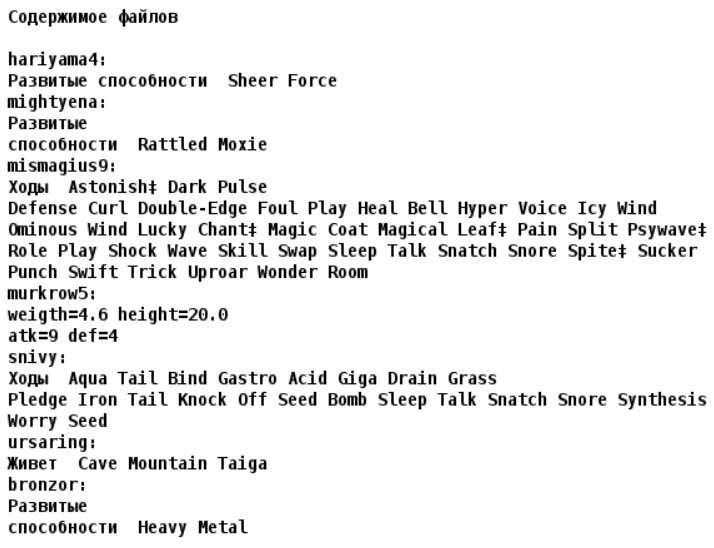 Содержимое файлов
hariyama4:
Развитые способности  Sheer Force
mightyena:
Развитые
способности  Rattled Moxie
mismagius9:
Ходы  Astonish‡ Dark Pulse
Defense Curl Double-Edge Foul Play Heal Bell Hyper Voice Icy Wind
Ominous Wind Lucky Chant‡ Magic Coat Magical Leaf‡ Pain Split Psywave‡
Role Play Shock Wave Skill Swap Sleep Talk Snatch Snore Spite‡ Sucker
Punch Swift Trick Uproar Wonder Room
murkrow5:
weigth=4.6 height=20.0
atk=9 def=4
snivy:
Ходы  Aqua Tail Bind Gastro Acid Giga Drain Grass
Pledge Iron Tail Knock Off Seed Bomb Sleep Talk Snatch Snore Synthesis
Worry Seed
ursaring:
Живет  Cave Mountain Taiga
bronzor:
Развитые
способности  Heavy Metal